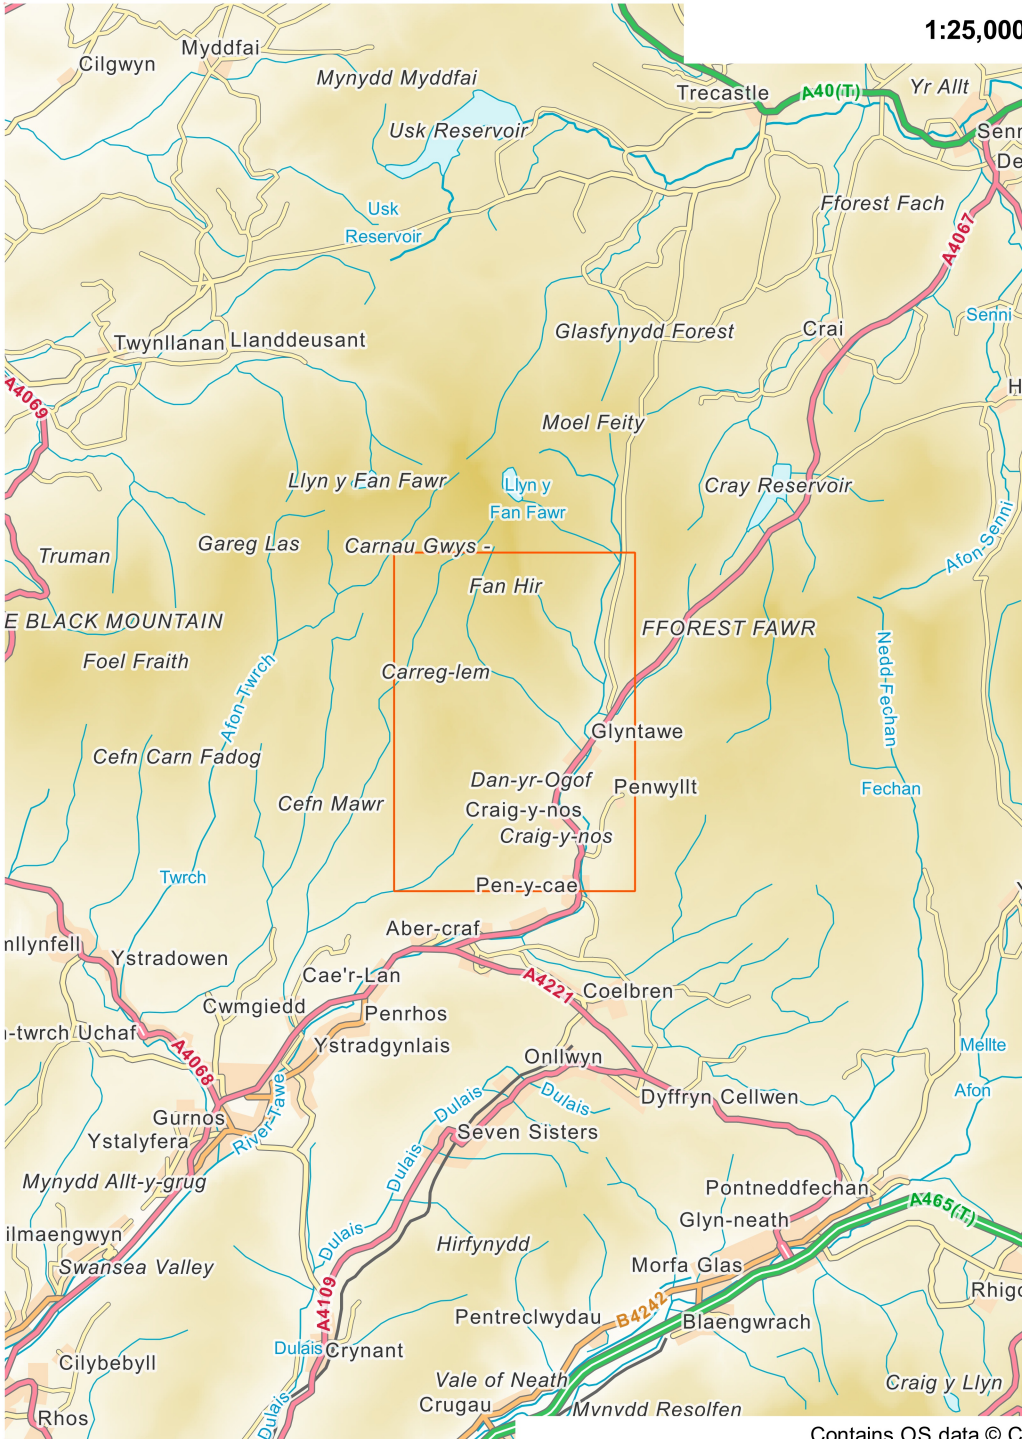 1:25,000
Myddfai
Cilgwyn
Mynydd Myddfai
Trecastle
A40(T)
Yr Allt
Usk Reservoir
Senn
De
Usk
Reservoir
Fforest Fach
A4067
Senni
Twynllanan
Llanddeusant
Glasfynydd Forest
Crai
A4069
H
Moel Feity
Llyn y Fan Fawr
Llyn y
Fan Fawr
Cray Reservoir
Afon-Senni
Truman
Gareg Las
Carnau Gwys -
Fan Hir
E BLACK MOUNTAIN
FFOREST FAWR
Foel Fraith
Carreg-lem
Nedd-Fechan
Afon-Twrch
Glyntawe
Cefn Carn Fadog
Dan-yr-Ogof
Penwyllt
Fechan
Cefn Mawr
Craig-y-nos
Craig-y-nos
Twrch
Pen-y-cae
Y
Aber-craf
mllynfell
Ystradowen
Cae'r-Lan
A4221
Coelbren
Cwmgiedd
Penrhos
n-twrch Uchaf
Ystradgynlais
A4068
Onllwyn
Mellte
Afon
Dulais
Dulais
Dyffryn Cellwen
Gurnos
River-Tawe
Ystalyfera
Seven Sisters
Dulais
Mynydd Allt-y-grug
Pontneddfechan
A465(T)
Glyn-neath
ilmaengwyn
Dulais
Hirfynydd
Swansea Valley
Morfa Glas
A4109
Rhigo
Pentreclwydau
B4242
Blaengwrach
Dulais
Crynant
Cilybebyll
Vale of Neath
Craig y Llyn
Dulais
Crugau
Mynydd Resolfen
Rhos
Contains OS data © C